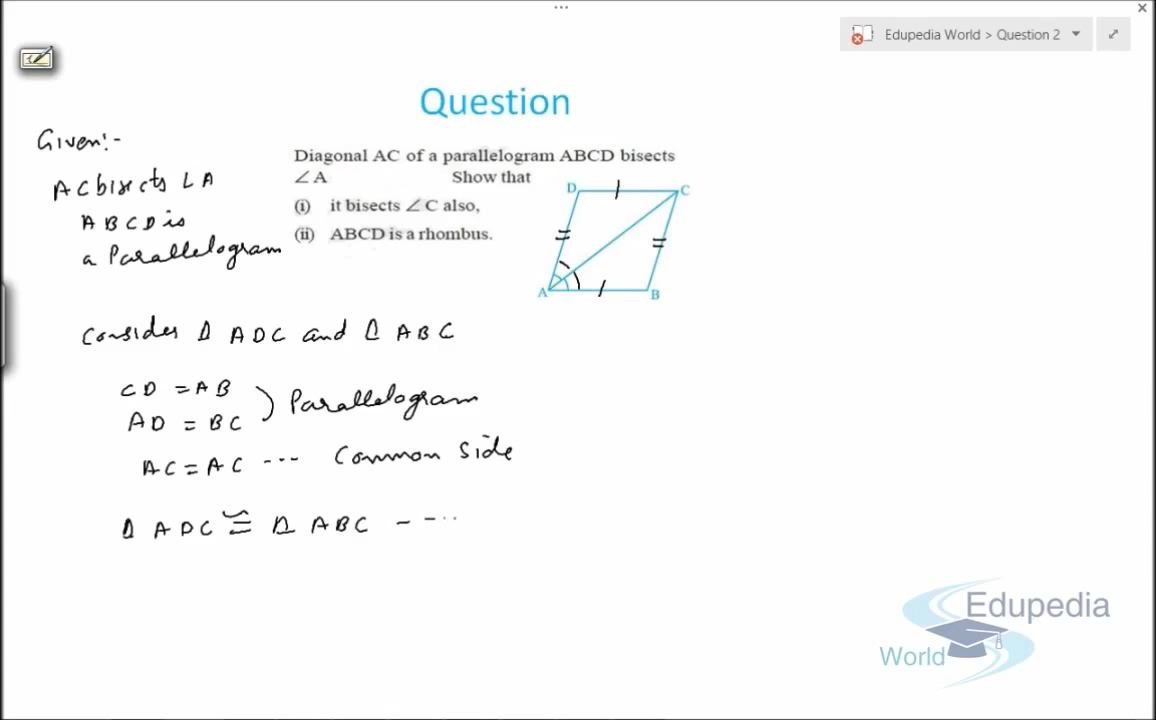 Edupedia World > Question 2
Question
Given:-
AC bisects ∠A
ABCD is
a Parallelogram
Diagonal AC of a parallelogram ABCD bisects
∠A Show that
(i) it bisects ∠C also,
(ii) ABCD is a rhombus.
D
C
A
B
Consider Δ ADC and Δ ABC
CD = AB
AD = BC
) Parallelogram
AC = AC --- Common side
Δ ADC ≅ Δ ABC - - ..
Edupedia
World